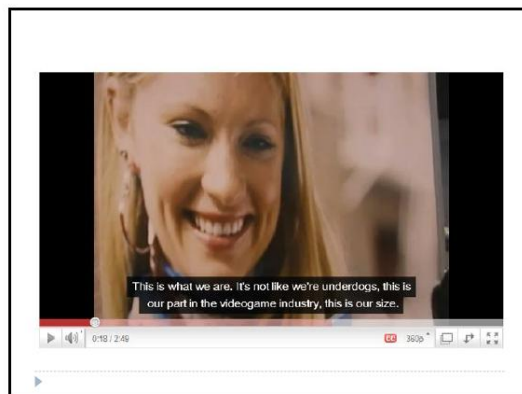 This is what we are. It's not like we're underdogs, this is
our part in the videogame industry, this is our size.
0:18 / 2:49
CC 360p